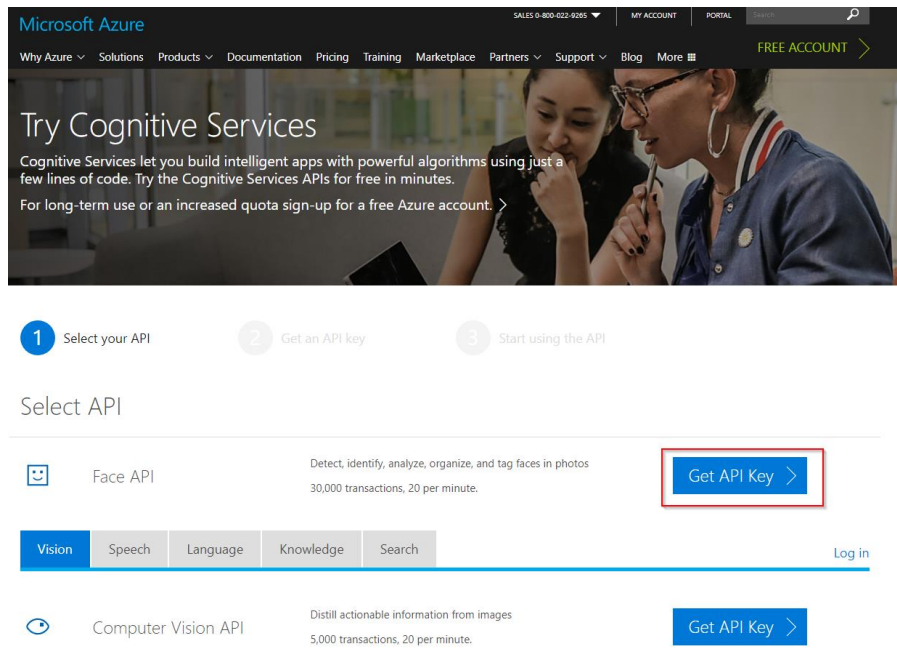 SALES 0-800-022-9265 MY ACCOUNT PORTAL Search
Microsoft Azure
Why Azure Solutions Products Documentation Pricing Training Marketplace Partners Support Blog More
FREE ACCOUNT
Try Cognitive Services
Cognitive Services let you build intelligent apps with powerful algorithms using just a
few lines of code. Try the Cognitive Services APIs for free in minutes.
For long-term use or an increased quota sign-up for a free Azure account.
1 Select your API 2 Get an API key 3 Start using the API
Select API
Face API
Detect, identify, analyze, organize, and tag faces in photos
30,000 transactions, 20 per minute.
Get API Key
Vision Speech Language Knowledge Search
Log in
Computer Vision API
Distill actionable information from images
5,000 transactions, 20 per minute.
Get API Key